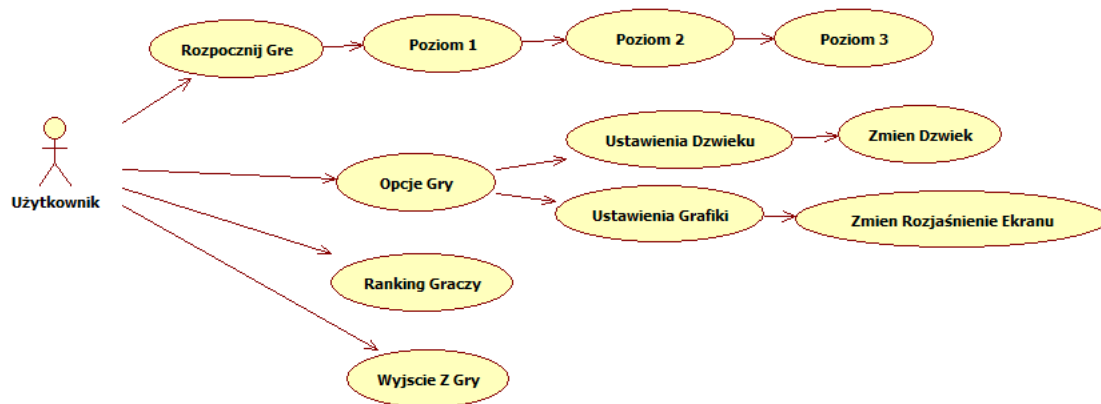 Rozpocznij Gre
Poziom 1
Poziom 2
Poziom 3
Użytkownik
Opcje Gry
Ustawienia Dzwieku
Zmien Dzwiek
Ustawienia Grafiki
Zmien Rozjaśnienie Ekranu
Ranking Graczy
Wyjscie Z Gry